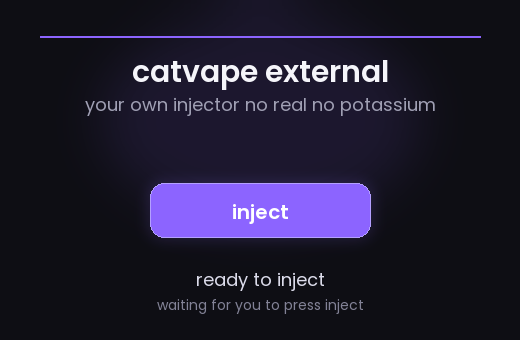 catvape external
your own injector no real no potassium
inject
ready to inject
waiting for you to press inject